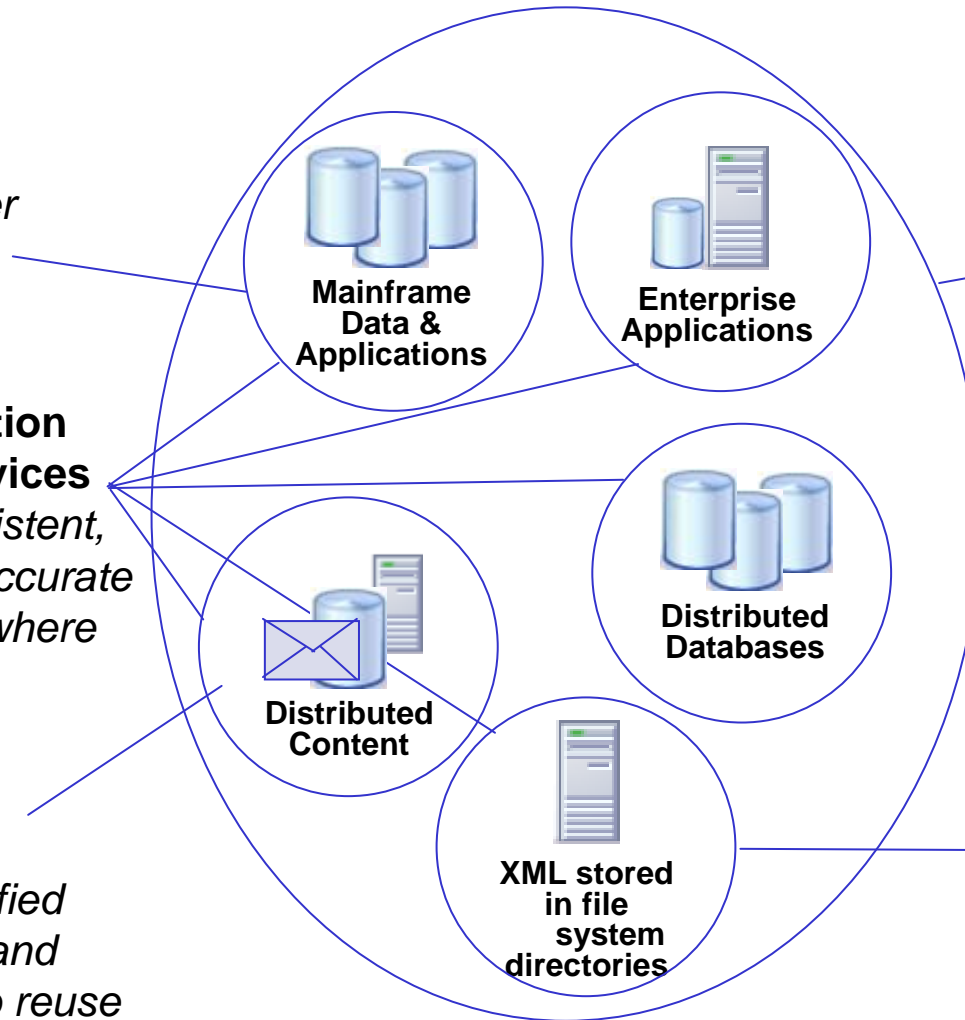 er
Mainframe
Data &
Applications
Enterprise
Applications
tion
vices
istent,
ccurate
where
Distributed
Databases
Distributed
Content
XML stored
in file
system
directories
fied
and
o reuse